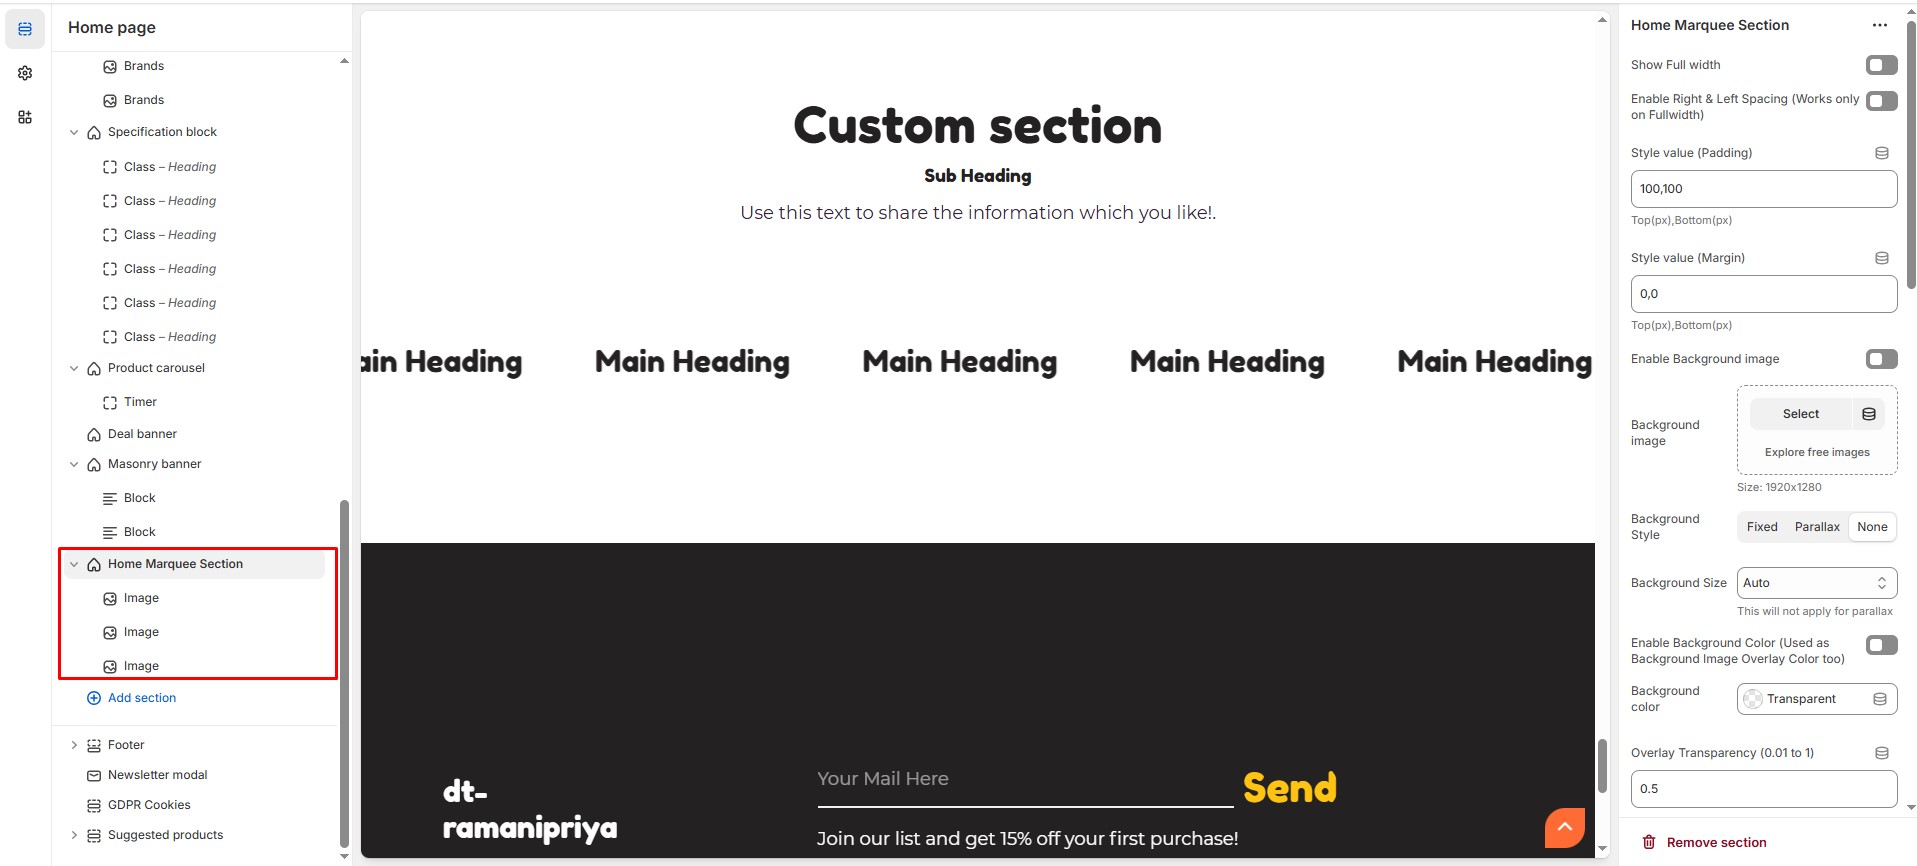 Home page
Brands
Brands
Specification block
Class – Heading
Class – Heading
Class – Heading
Class – Heading
Class – Heading
Class – Heading
Product carousel
Timer
Deal banner
Masonry banner
Block
Block
Home Marquee Section
Image
Image
Image
Add section
Footer
Newsletter modal
GDPR Cookies
Suggested products
Custom section
Sub Heading
Use this text to share the information which you like!.
ain Heading Main Heading Main Heading Main Heading Main Heading
dt-
ramanipriya
Your Mail Here
Send
Join our list and get 15% off your first purchase!
Home Marquee Section
Show Full width
Enable Right & Left Spacing (Works only
on Fullwidth)
Style value (Padding)
100,100
Top(px),Bottom(px)
Style value (Margin)
0,0
Top(px),Bottom(px)
Enable Background image
Background
image
Select
Explore free images
Size: 1920x1280
Background
Style
Fixed Parallax None
Background Size
Auto
This will not apply for parallax
Enable Background Color (Used as
Background Image Overlay Color too)
Background
color
Transparent
Overlay Transparency (0.01 to 1)
0.5
Remove section